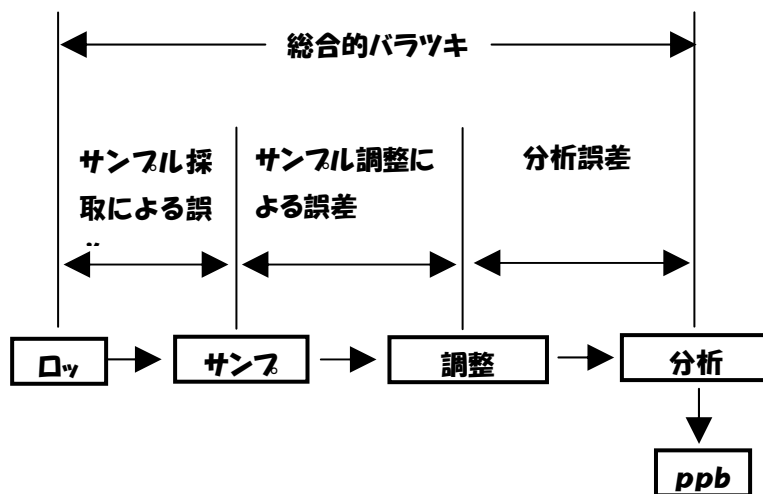 総合的バラツキ
サンプル採
取による誤
サンプル調整に
よる誤差
分析誤差
ロッ
サンプ
調整
分析
ppb